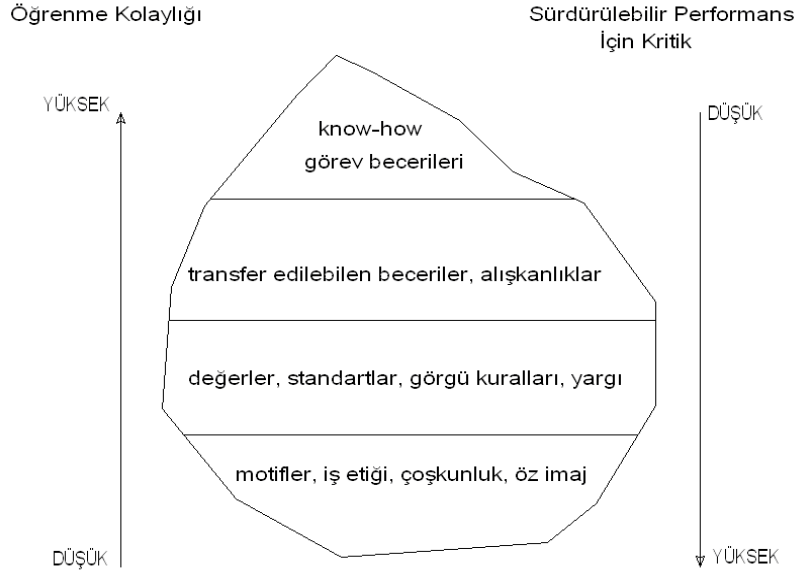 Öğrenme Kolaylığı
Sürdürülebilir Performans
İçin Kritik
YÜKSEK
DÜŞÜK
know-how
görev becerileri
transfer edilebilen beceriler, alışkanlıklar
değerler, standartlar, görgü kuralları, yargı
motifler, iş etiği, çoşkunluk, öz imaj
DÜŞÜK
YÜKSEK